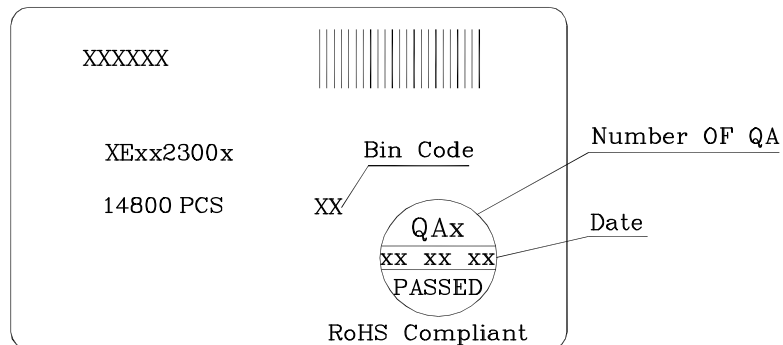 XXXXXX
XExx2300x
Bin Code
Number OF QA
14800 PCS
XX
QAx
Date
xx xx xx
PASSED
RoHS Compliant